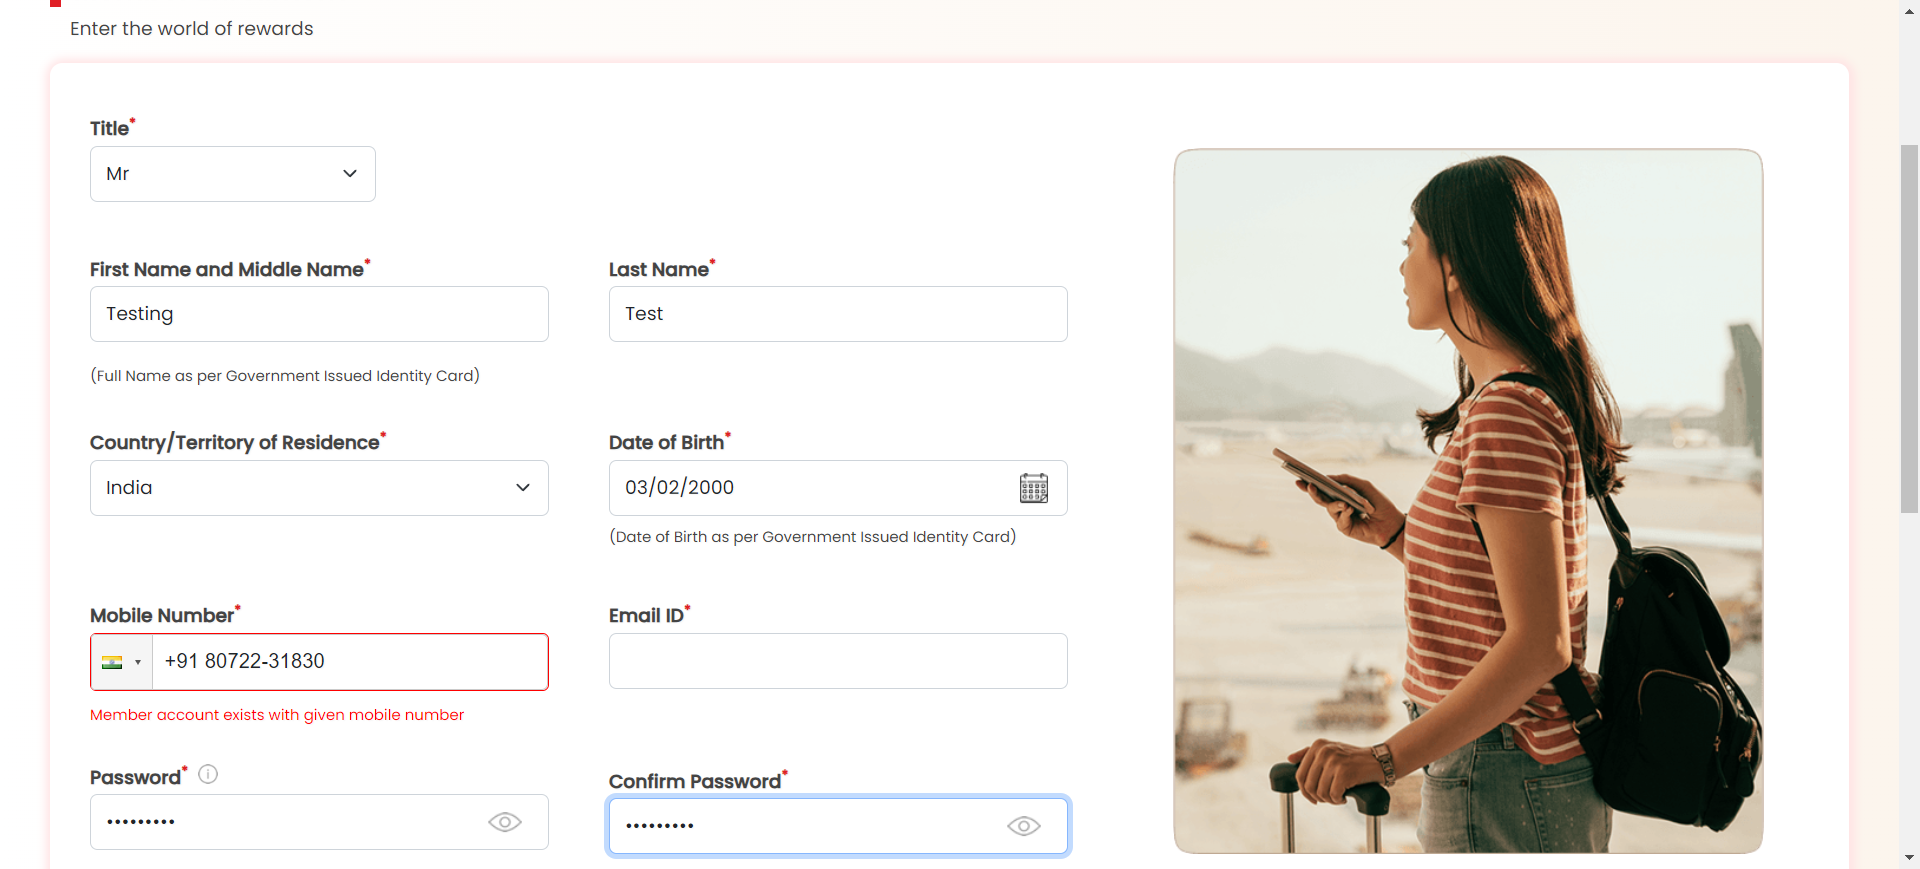 Enter the world of rewards
Title*
Mr
First Name and Middle Name*
Last Name*
Testing
Test
(Full Name as per Government Issued Identity Card)
Country/Territory of Residence*
Date of Birth*
India
03/02/2000
(Date of Birth as per Government Issued Identity Card)
Mobile Number*
Email ID*
+91 80722-31830
Member account exists with given mobile number
Password*
Confirm Password*
•••••••••
•••••••••